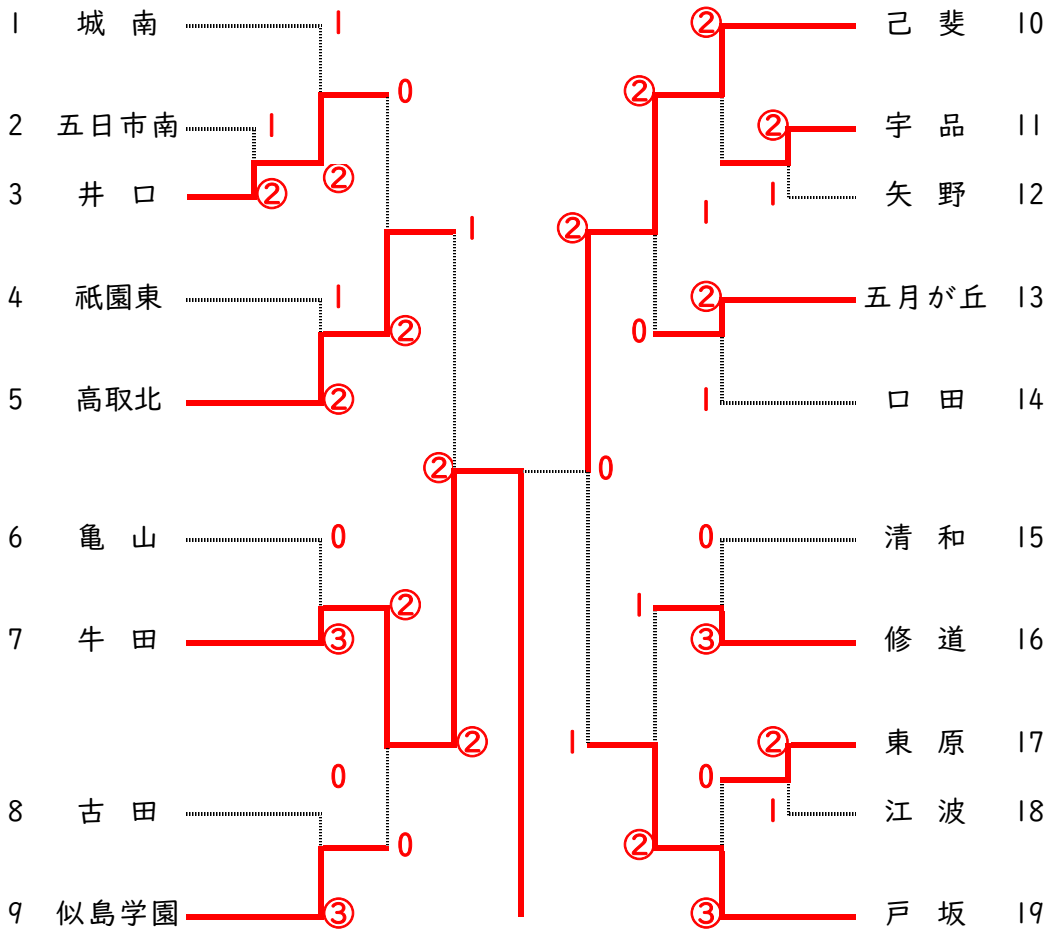 1 城南 1 ② 己斐 10
0 ②
2 五日市南 1 ② 宇品 11
3 井口 ② ② 1 1 矢野 12
1 ②
4 祇園東 1 ② 五月が丘 13
② 0
5 高取北 ② 1 口田 14
② 0
6 亀山 0 0 清和 15
② 1
7 牛田 ③ ③ 修道 16
② 1 ② 東原 17
0 0
8 古田 1 江波 18
0 ②
9 似島学園 ③ ③ 戸坂 19